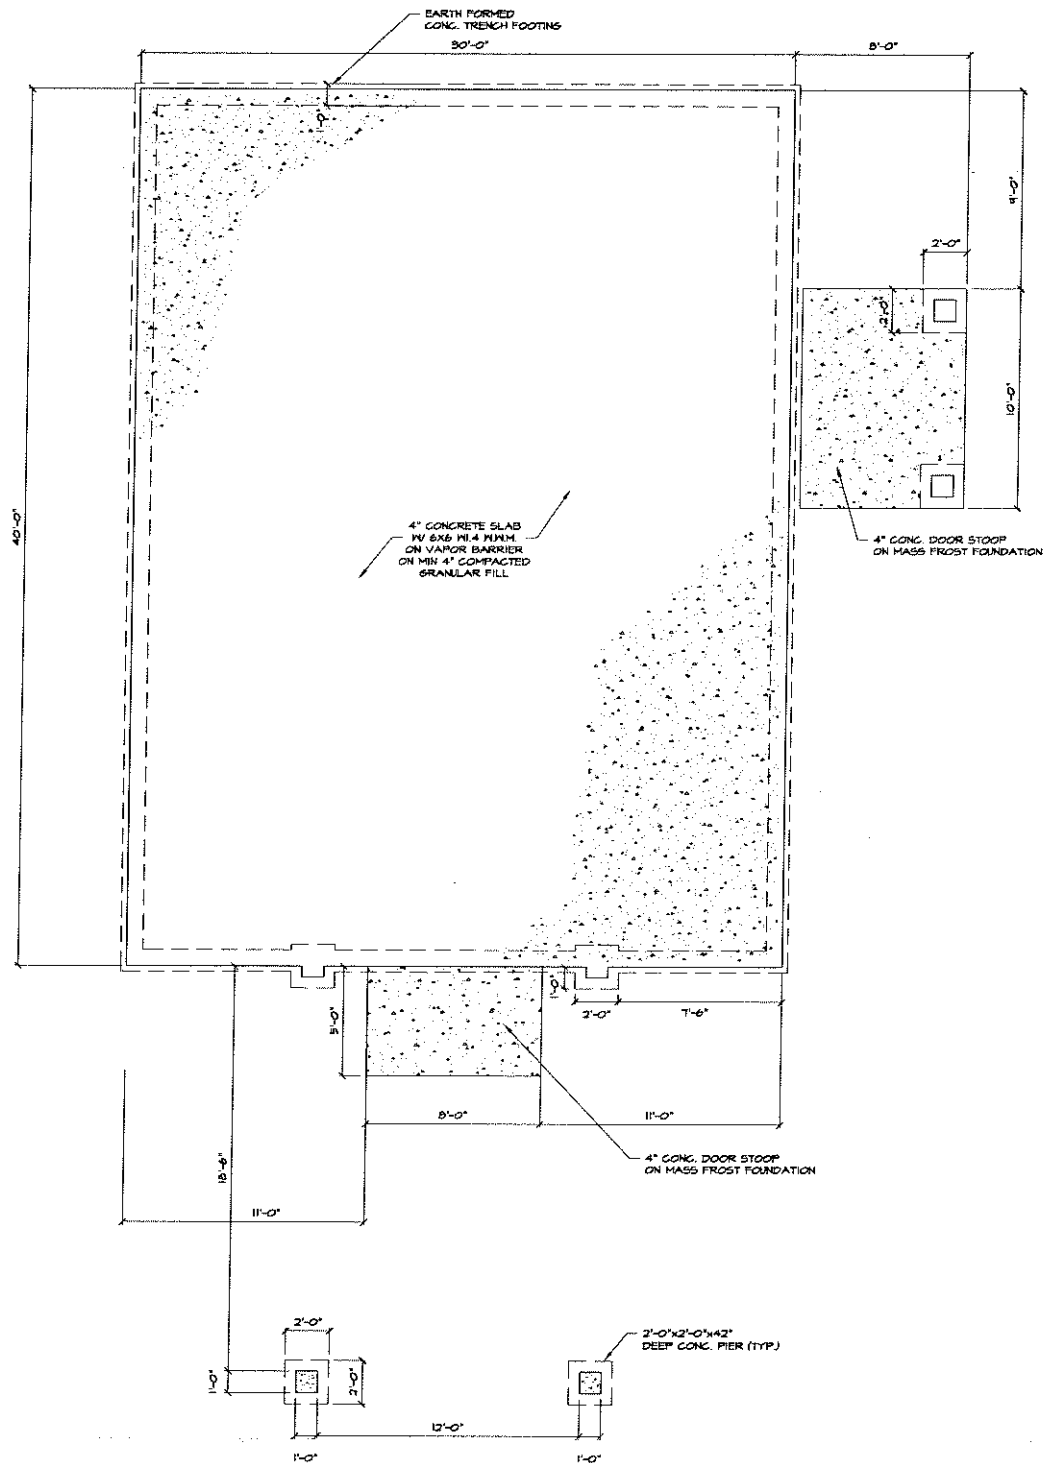 EARTH FORMED
CONC. TRENCH FOOTING
30'-0"
8'-0"
1'-0"
9'-0"
2'-0"
2'-0"
10'-0"
40'-0"
4" CONCRETE SLAB
W/ 6X6 W1.4 W.W.M.
ON VAPOR BARRIER
ON MIN 4" COMPACTED
GRANULAR FILL
4" CONC. DOOR STOOP
ON MASS FROST FOUNDATION
5'-0"
1'-0"
2'-0"
7'-6"
8'-0"
11'-0"
4" CONC. DOOR STOOP
ON MASS FROST FOUNDATION
18'-6"
11'-0"
2'-0"
2'-0"x2'-0"x42"
DEEP CONC. PIER (TYP.)
1'-0"
2'-0"
12'-0"
1'-0"
1'-0"